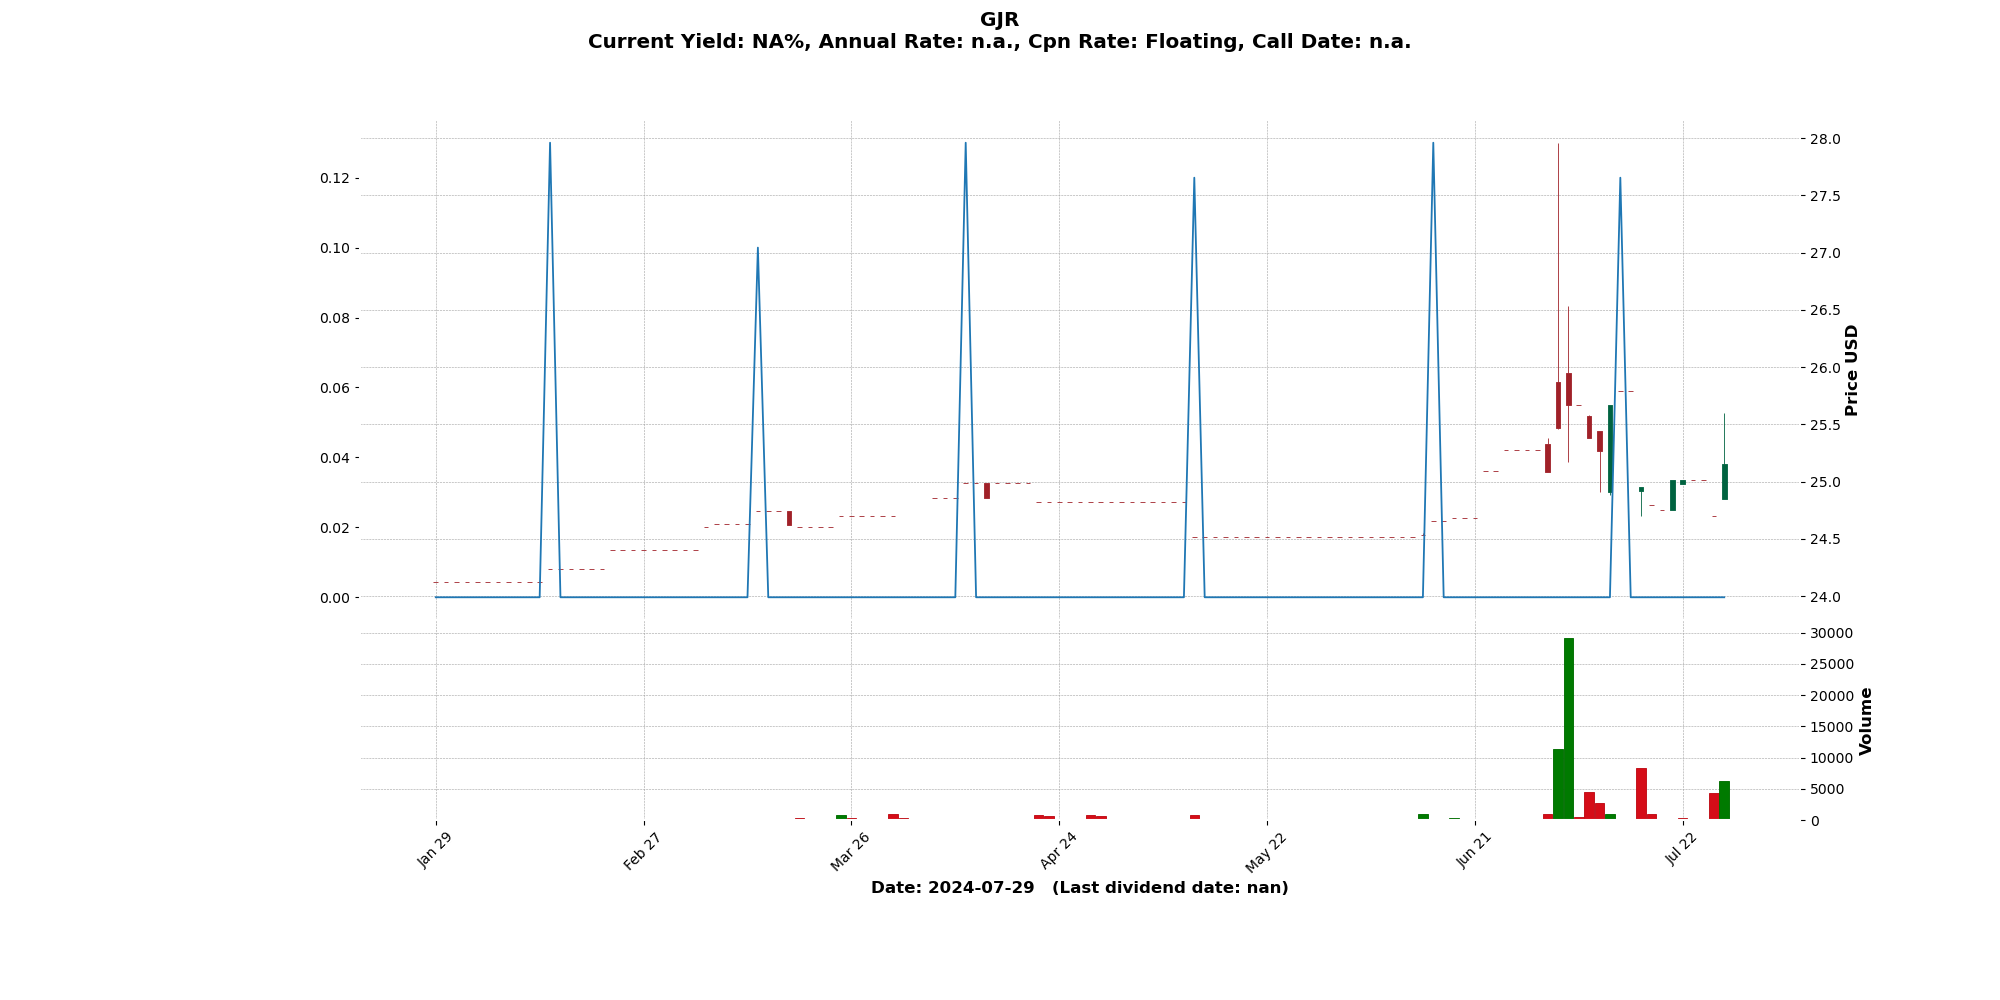 GJR
Current Yield: NA%, Annual Rate: n.a., Cpn Rate: Floating, Call Date: n.a.
0.12
0.10
0.08
0.06
0.04
0.02
0.00
28.0
27.5
27.0
26.5
26.0
25.5
25.0
24.5
24.0
Price USD
30000
25000
20000
15000
10000
5000
0
Volume
Jan 29
Feb 27
Mar 26
Apr 24
May 22
Jun 21
Jul 22
Date: 2024-07-29   (Last dividend date: nan)